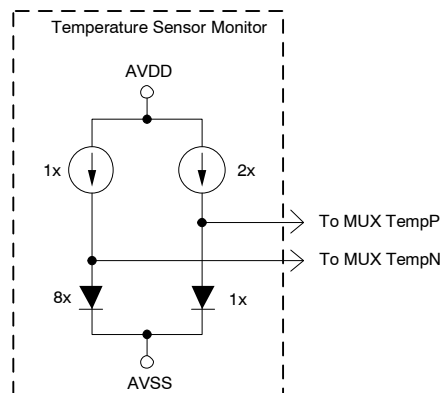 Temperature Sensor Monitor
AVDD
1x
2x
To MUX TempP
To MUX TempN
8x
1x
AVSS